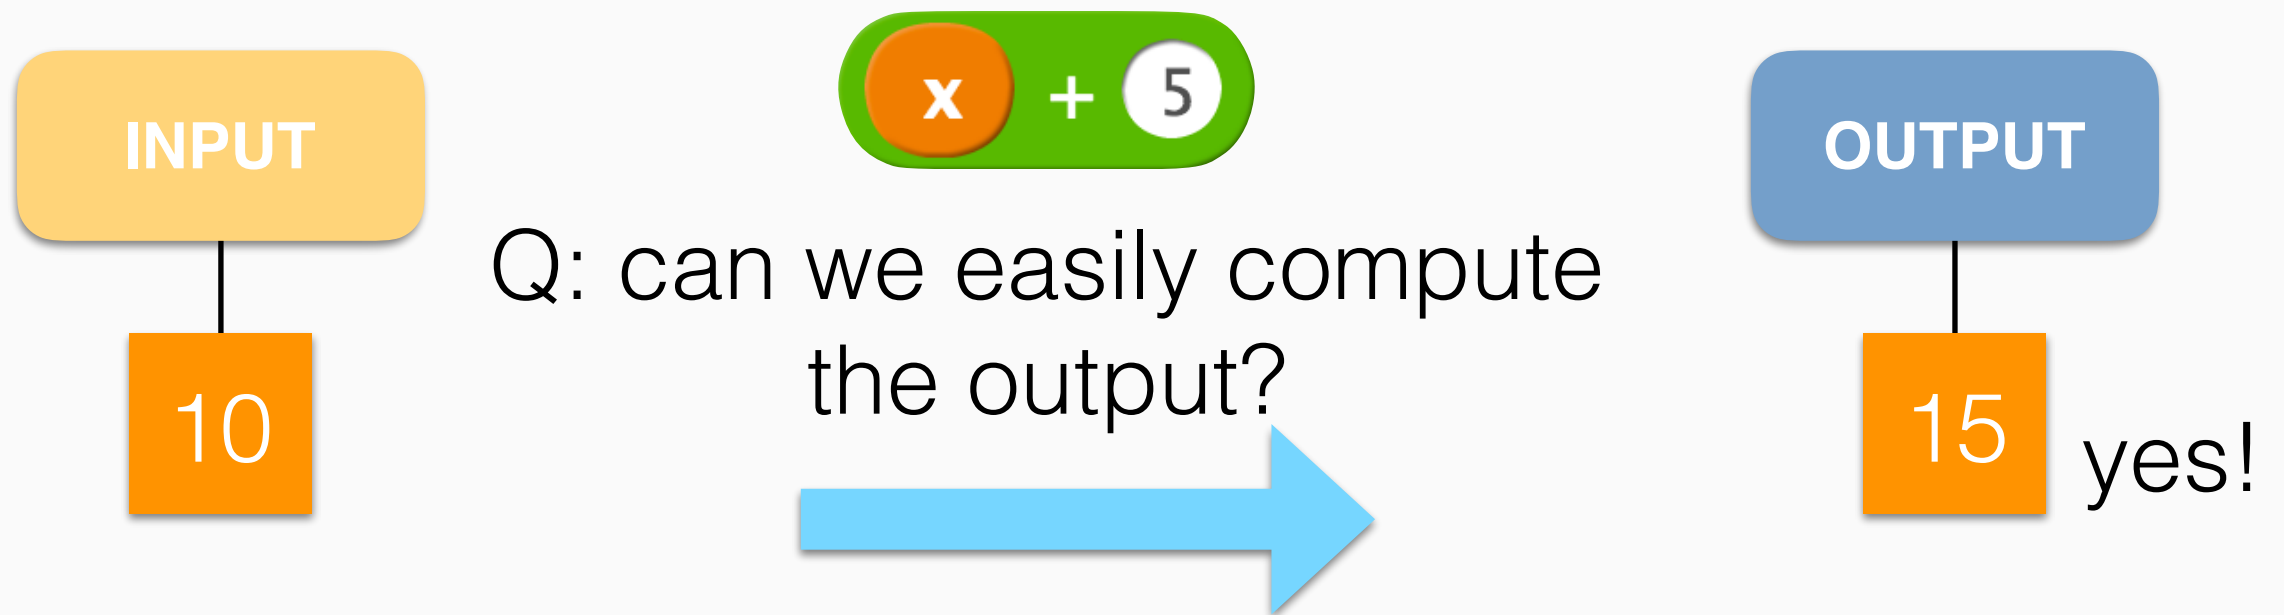 x + 5
INPUT
OUTPUT
Q: can we easily compute
the output?
10
15
yes!